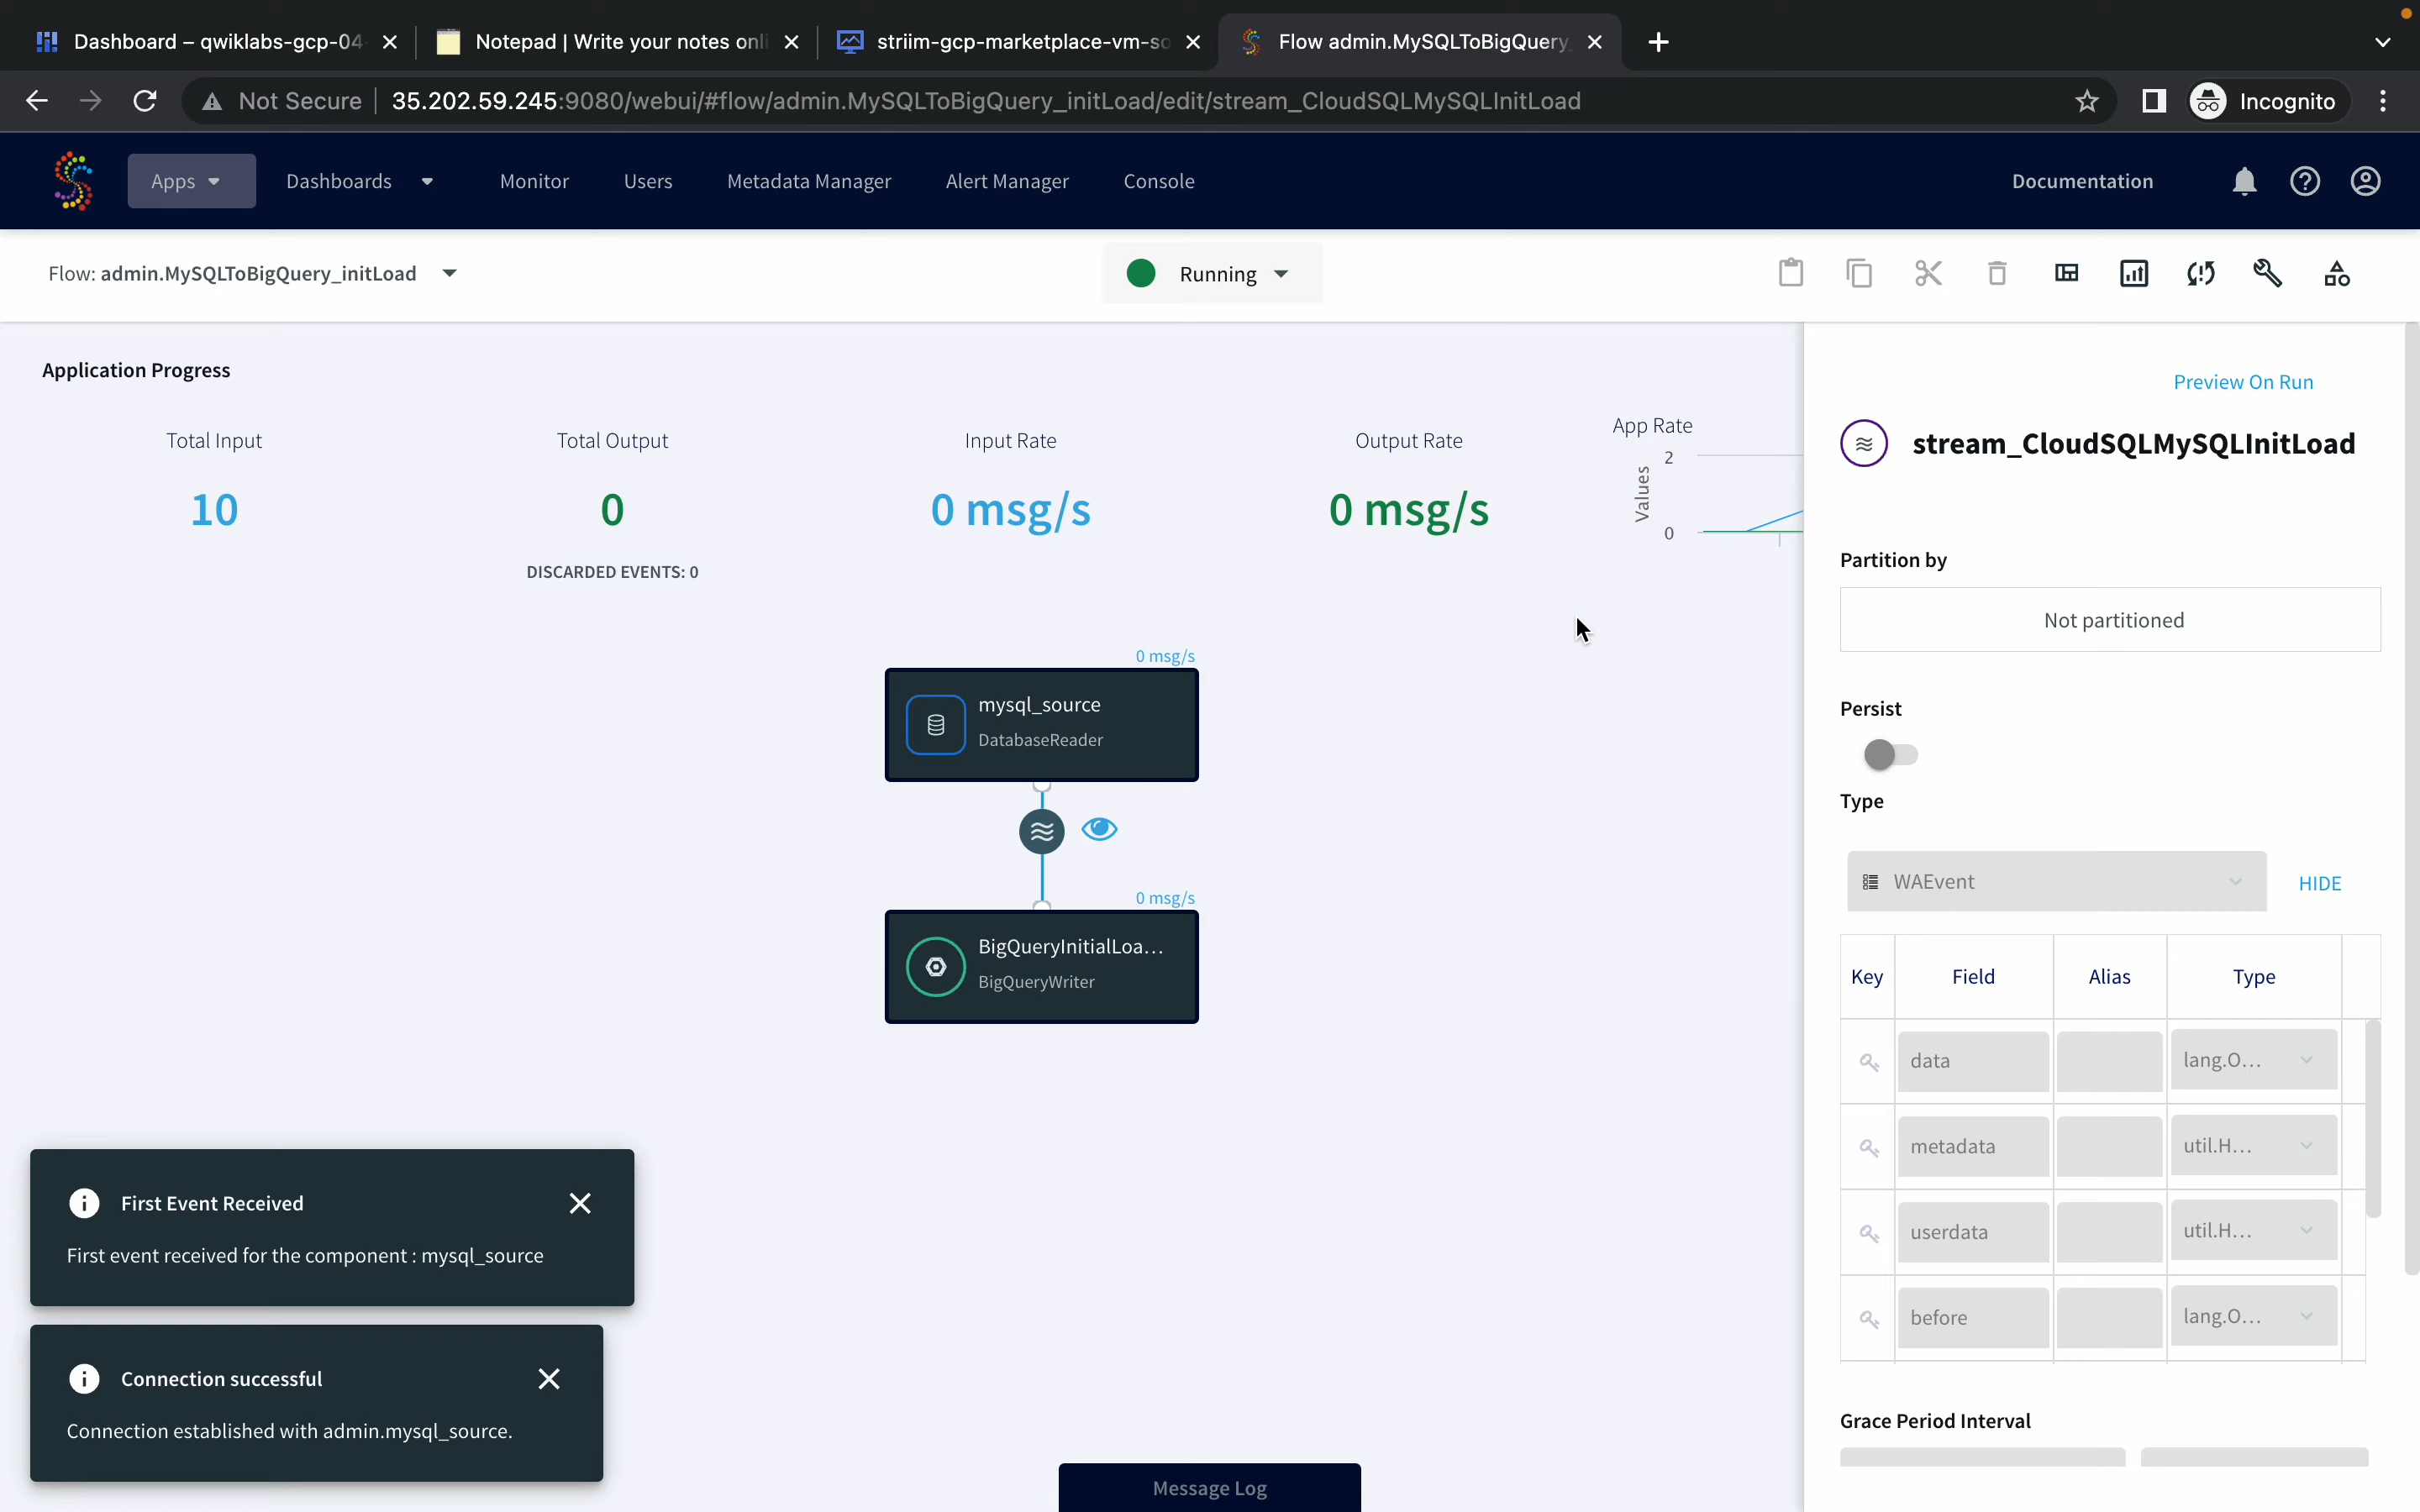 Dashboard – qwiklabs-gcp-04-
Notepad | Write your notes onli
striim-gcp-marketplace-vm-so
Flow admin.MySQLToBigQuery_
Not Secure
35.202.59.245:9080/webui/#flow/admin.MySQLToBigQuery_initLoad/edit/stream_CloudSQLMySQLInitLoad
Incognito
Apps
Dashboards
Monitor
Users
Metadata Manager
Alert Manager
Console
Documentation
Flow: admin.MySQLToBigQuery_initLoad
Running
Application Progress
Total Input
10
Total Output
0
DISCARDED EVENTS: 0
Input Rate
0 msg/s
Output Rate
0 msg/s
App Rate
Values
2
0
0 msg/s
mysql_source
DatabaseReader
0 msg/s
BigQueryInitialLoa...
BigQueryWriter
First Event Received
First event received for the component : mysql_source
Connection successful
Connection established with admin.mysql_source.
Message Log
Preview On Run
stream_CloudSQLMySQLInitLoad
Partition by
Not partitioned
Persist
Type
WAEvent
HIDE
Key Field Alias Type
data lang.O...
metadata util.H...
userdata util.H...
before lang.O...
Grace Period Interval